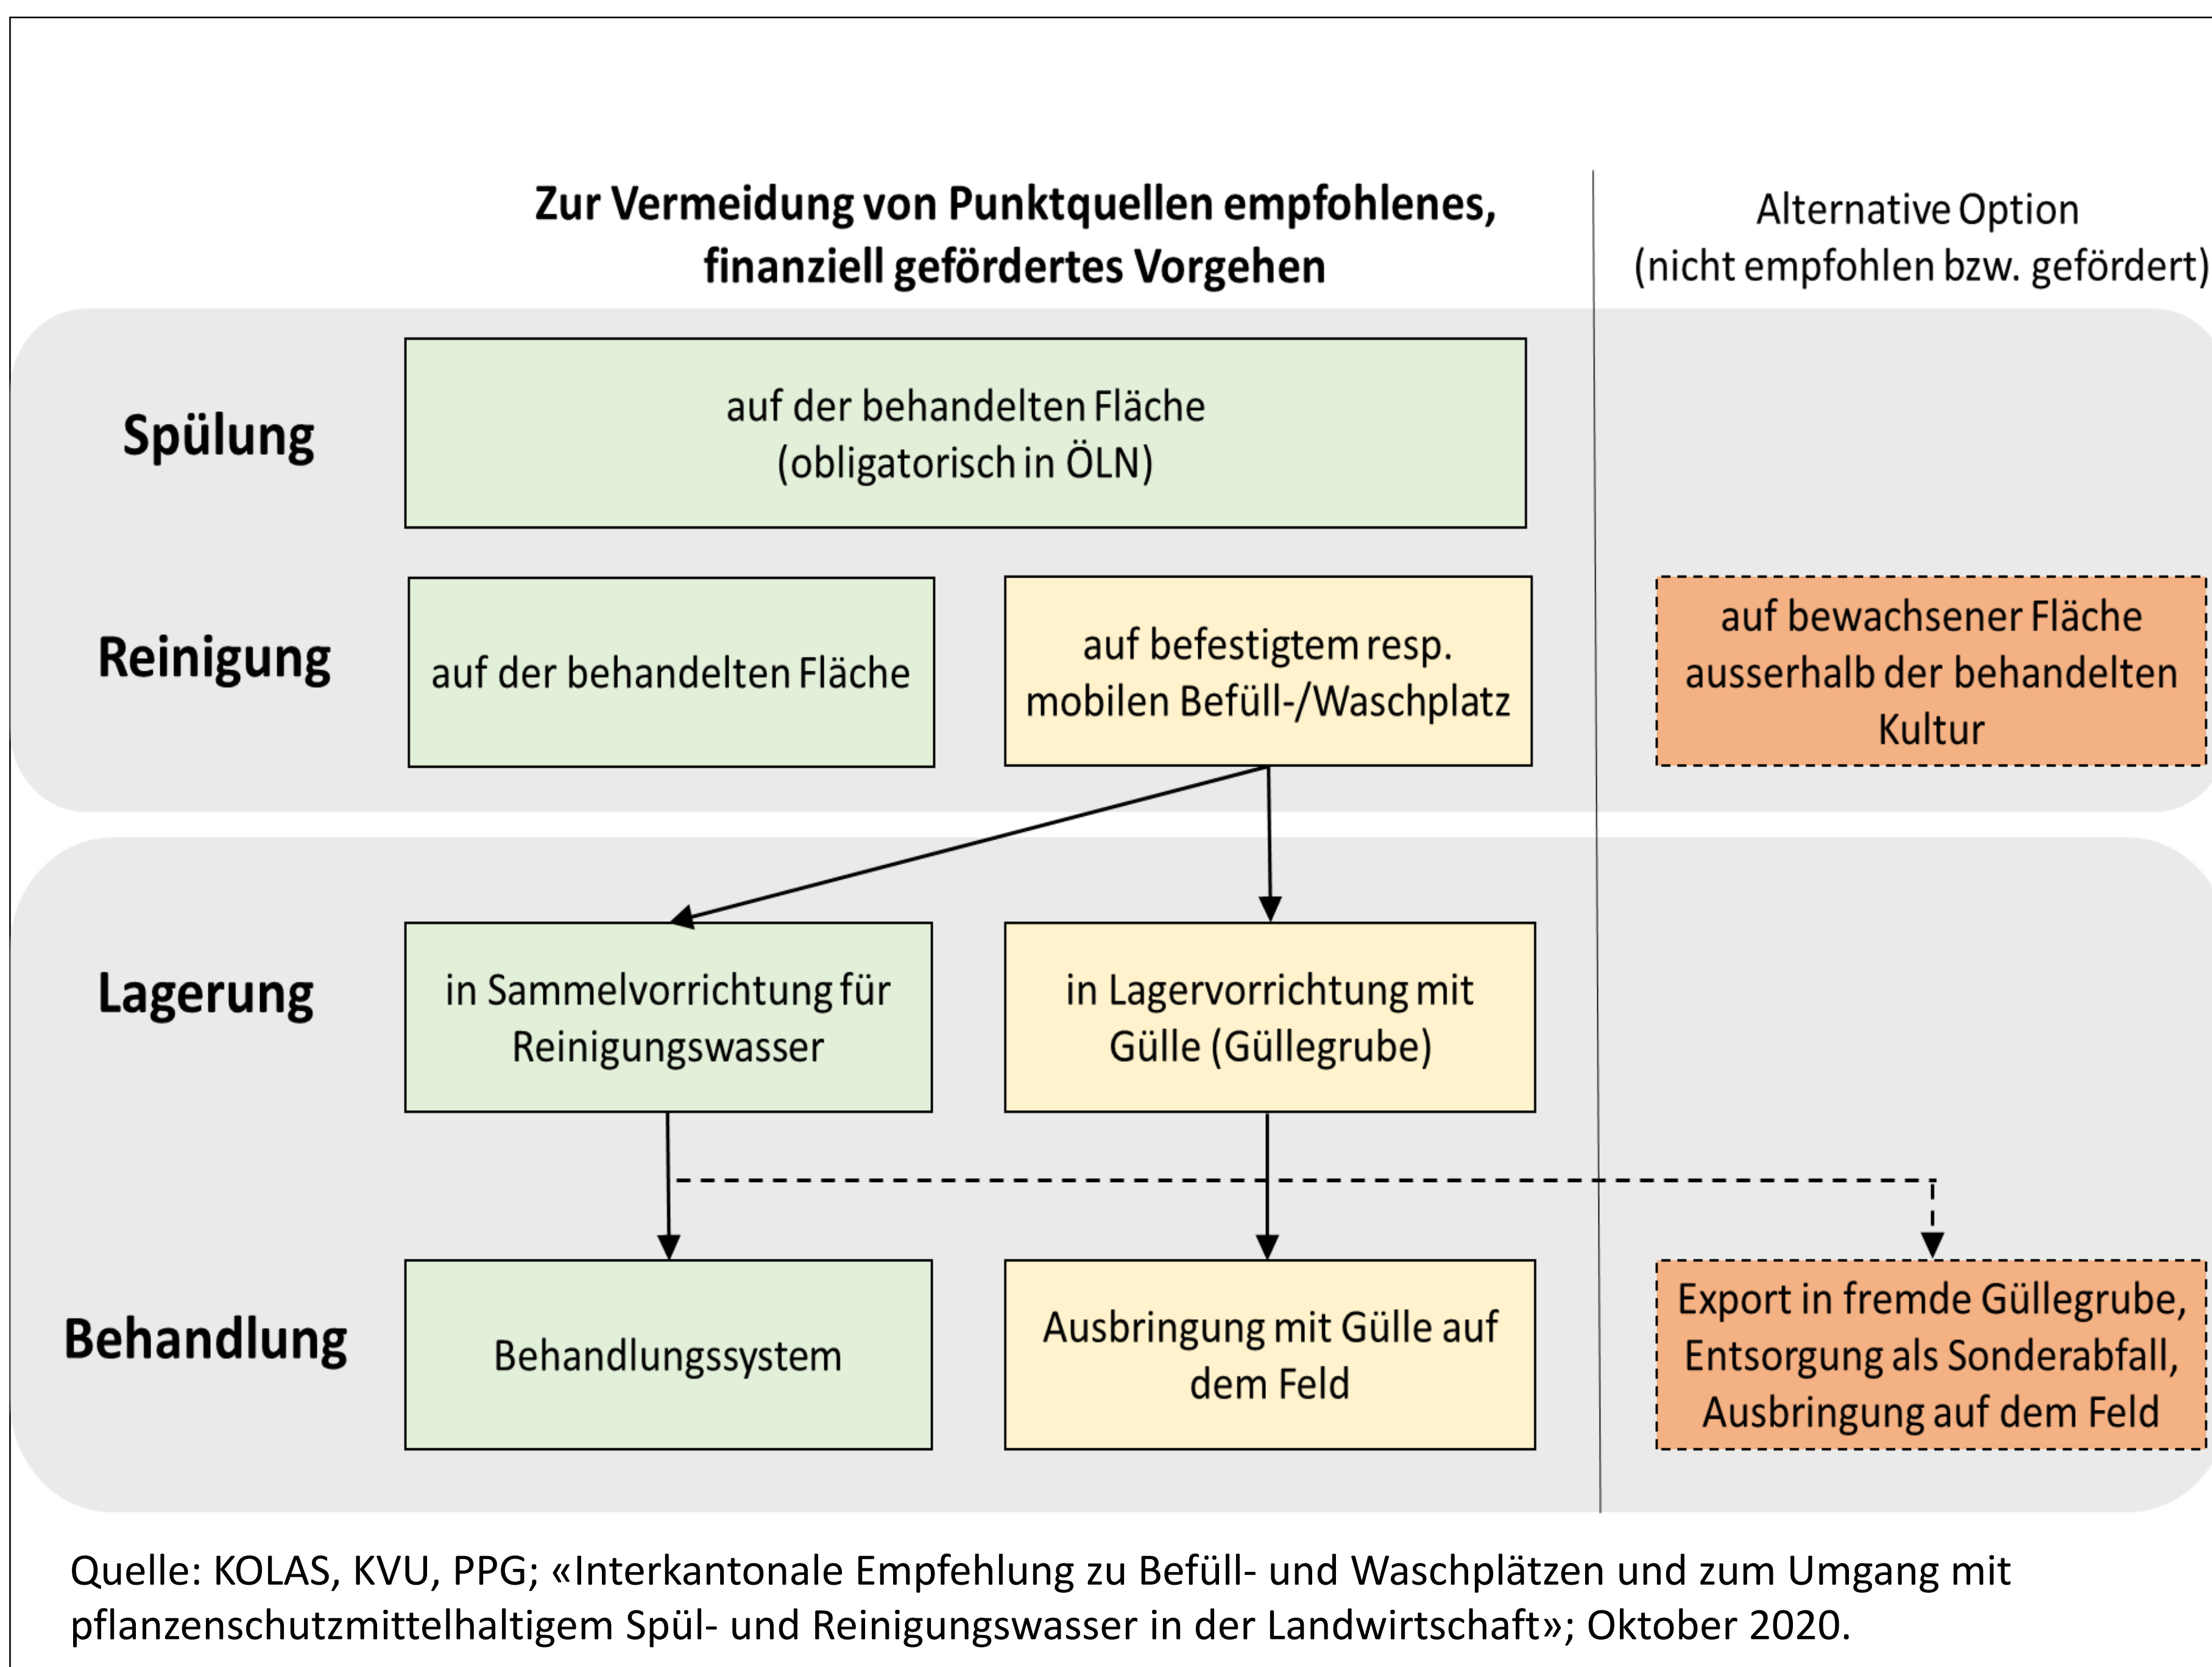 Zur Vermeidung von Punktquellen empfohlenes,
finanziell gefördertes Vorgehen
Alternative Option
(nicht empfohlen bzw. gefördert)
Spülung
auf der behandelten Fläche
(obligatorisch in ÖLN)
Reinigung
auf der behandelten Fläche
auf befestigtem resp.
mobilen Befüll-/Waschplatz
auf bewachsener Fläche
ausserhalb der behandelten
Kultur
Lagerung
in Sammelvorrichtung für
Reinigungswasser
in Lagervorrichtung mit
Gülle (Güllegrube)
Behandlung
Behandlungssystem
Ausbringung mit Gülle auf
dem Feld
Export in fremde Güllegrube,
Entsorgung als Sonderabfall,
Ausbringung auf dem Feld
Quelle: KOLAS, KVU, PPG; «Interkantonale Empfehlung zu Befüll- und Waschplätzen und zum Umgang mit
pflanzenschutzmittelhaltigem Spül- und Reinigungswasser in der Landwirtschaft»; Oktober 2020.